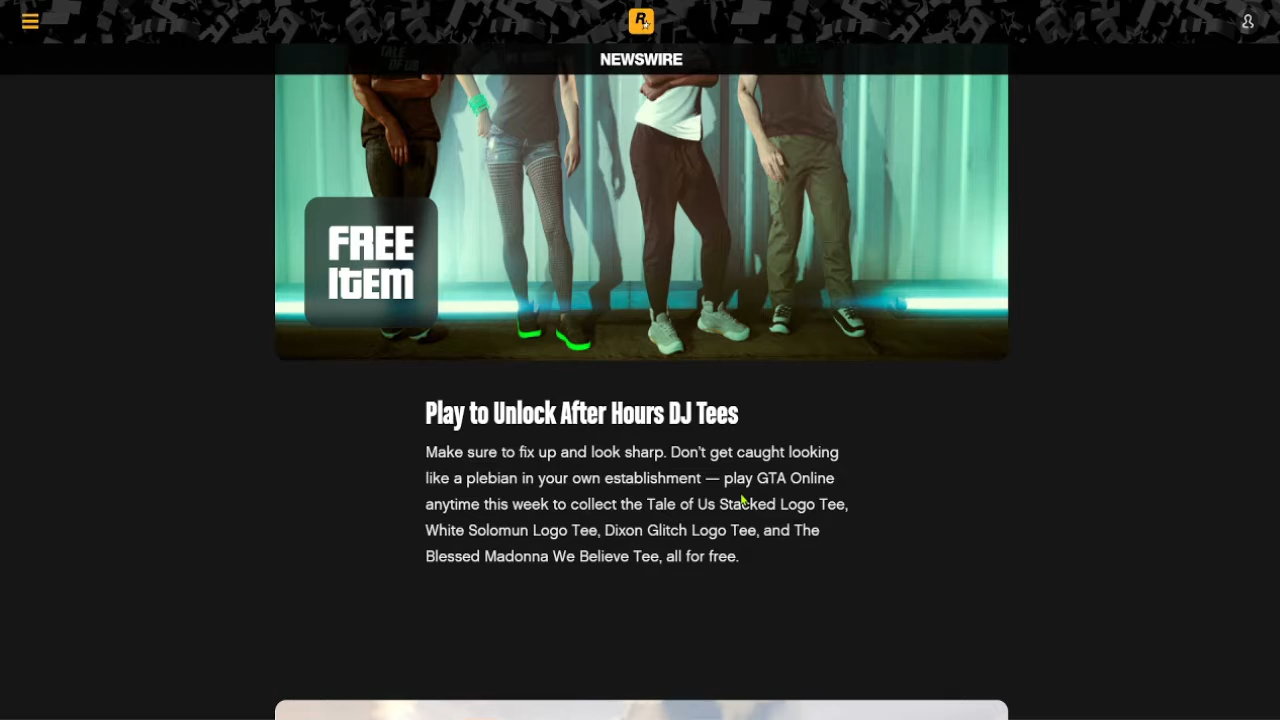 R
NEWSWIRE
TALE
OF US
FREE
ITEM
Play to Unlock After Hours DJ Tees
Make sure to fix up and look sharp. Don't get caught looking
like a plebian in your own establishment — play GTA Online
anytime this week to collect the Tale of Us Stacked Logo Tee,
White Solomun Logo Tee, Dixon Glitch Logo Tee, and The
Blessed Madonna We Believe Tee, all for free.